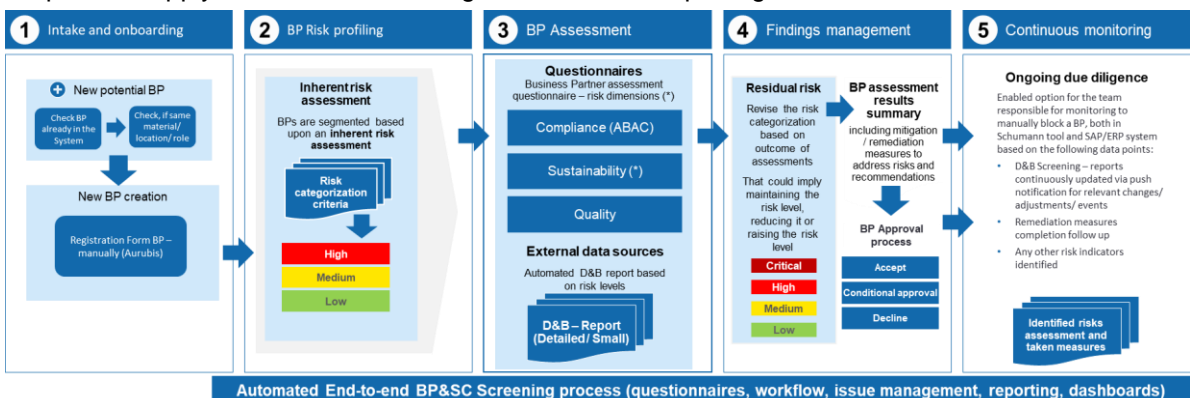 1 Intake and onboarding
New potential BP
Check BP
already in the
System
Check, if same
material/
location/role
New BP creation
Registration Form BP –
manually (Aurubis)
2 BP Risk profiling
Inherent risk
assessment
BPs are segmented based
upon an inherent risk
assessment
Risk
categorization
criteria
High
Medium
Low
3 BP Assessment
Questionnaires
Business Partner assessment
questionnaire – risk dimensions (*)
Compliance (ABAC)
Sustainability (*)
Quality
External data sources
Automated D&B report based
on risk levels
D&B – Report
(Detailed/ Small)
4 Findings management
Residual risk
Revise the risk
categorization
based on
outcome of
assessments
That could imply
maintaining the
risk level,
reducing it or
raising the risk
level
Critical
High
Medium
Low
BP assessment
results
summary
including mitigation
/ remediation
measures to
address risks and
recommendations
BP Approval
process
Accept
Conditional approval
Decline
5 Continuous monitoring
Ongoing due diligence
Enabled option for the team
responsible for monitoring to
manually block a BP, both in
Schumann tool and SAP/ERP system
based on the following data points:
• D&B Screening – reports
continuously updated via push
notification for relevant changes/
adjustments/ events
• Remediation measures
completion follow up
• Any other risk indicators
identified
Identified risks
assessment and
taken measures
Automated End-to-end BP&SC Screening process (questionnaires, workflow, issue management, reporting, dashboards)